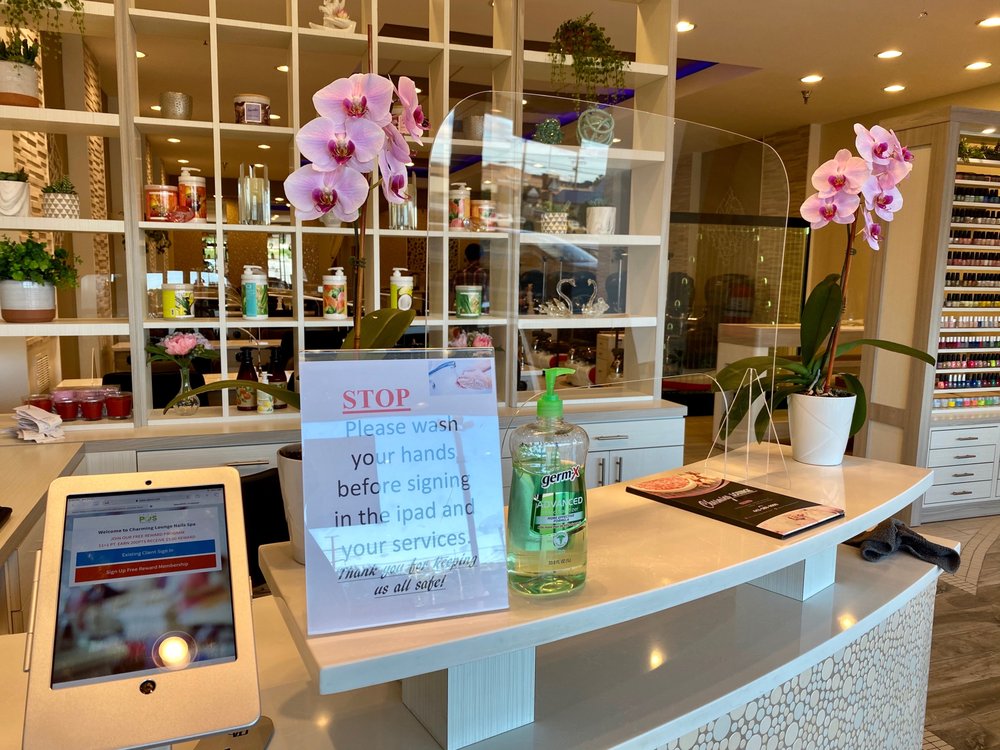 STOP
Please wash
your hands
before signing
in the ipad and
your services.
Thank you for keeping
us all safe!
germ-x
ADVANCED
POS
Welcome to Charming Lounge Nails Spa
JOIN OUR FREE REWARD PROGRAM
Existing Client Sign In
Sign Up Free Reward Membership